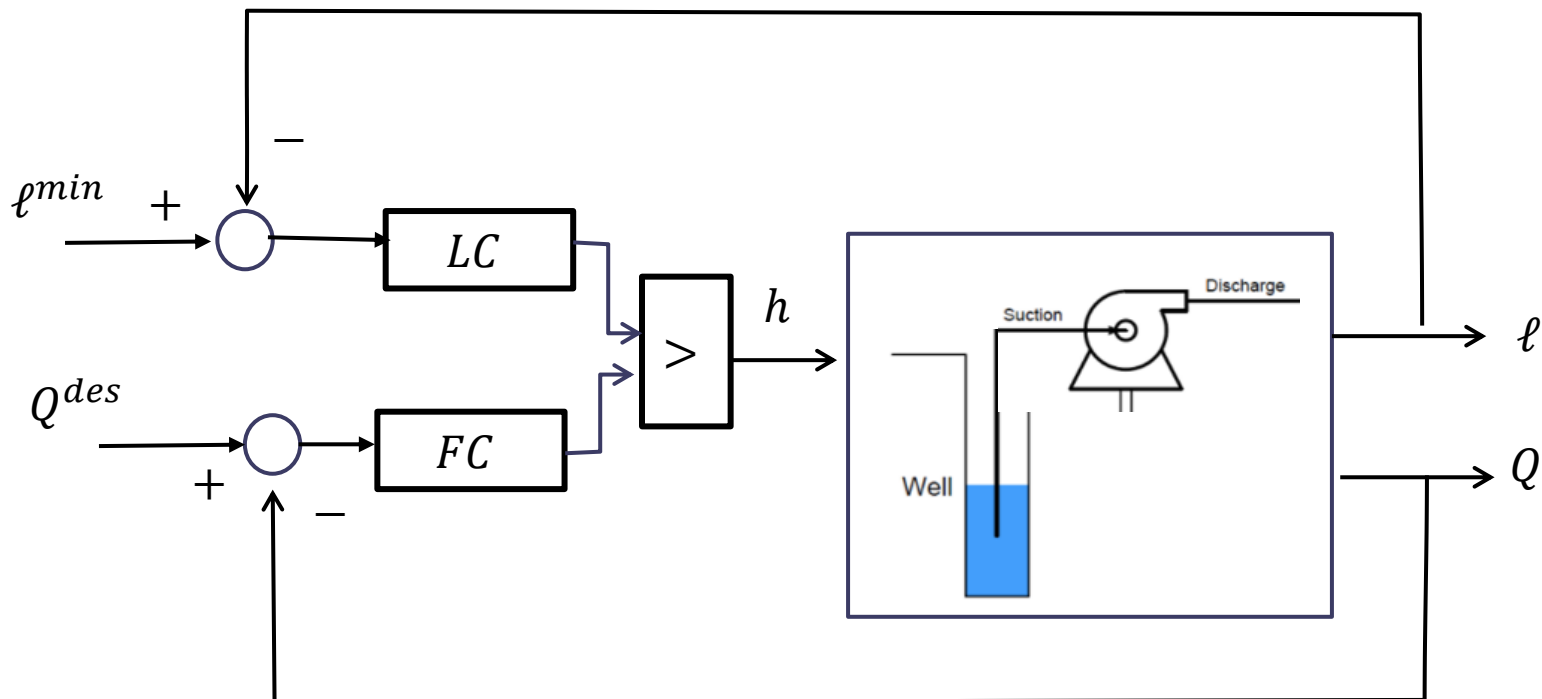 −
ℓ^min
+
LC
h
Discharge
Suction
>
ℓ
Q^des
+
−
FC
Well
Q